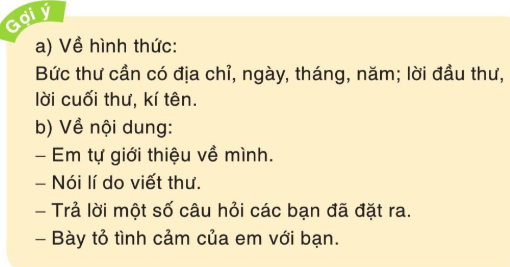 Gợi ý
a) Về hình thức:
Bức thư cần có địa chỉ, ngày, tháng, năm; lời đầu thư,
lời cuối thư, kí tên.
b) Về nội dung:
– Em tự giới thiệu về mình.
– Nói lí do viết thư.
– Trả lời một số câu hỏi các bạn đã đặt ra.
– Bày tỏ tình cảm của em với bạn.